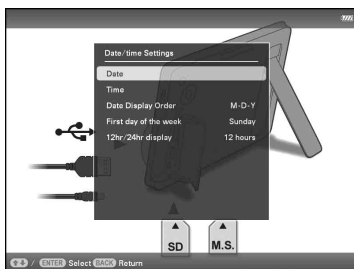 Date/time Settings
Date
Time
Date Display Order M-D-Y
First day of the week Sunday
12hr/24hr display 12 hours
SD M.S.
/ ENTER Select BACK Return